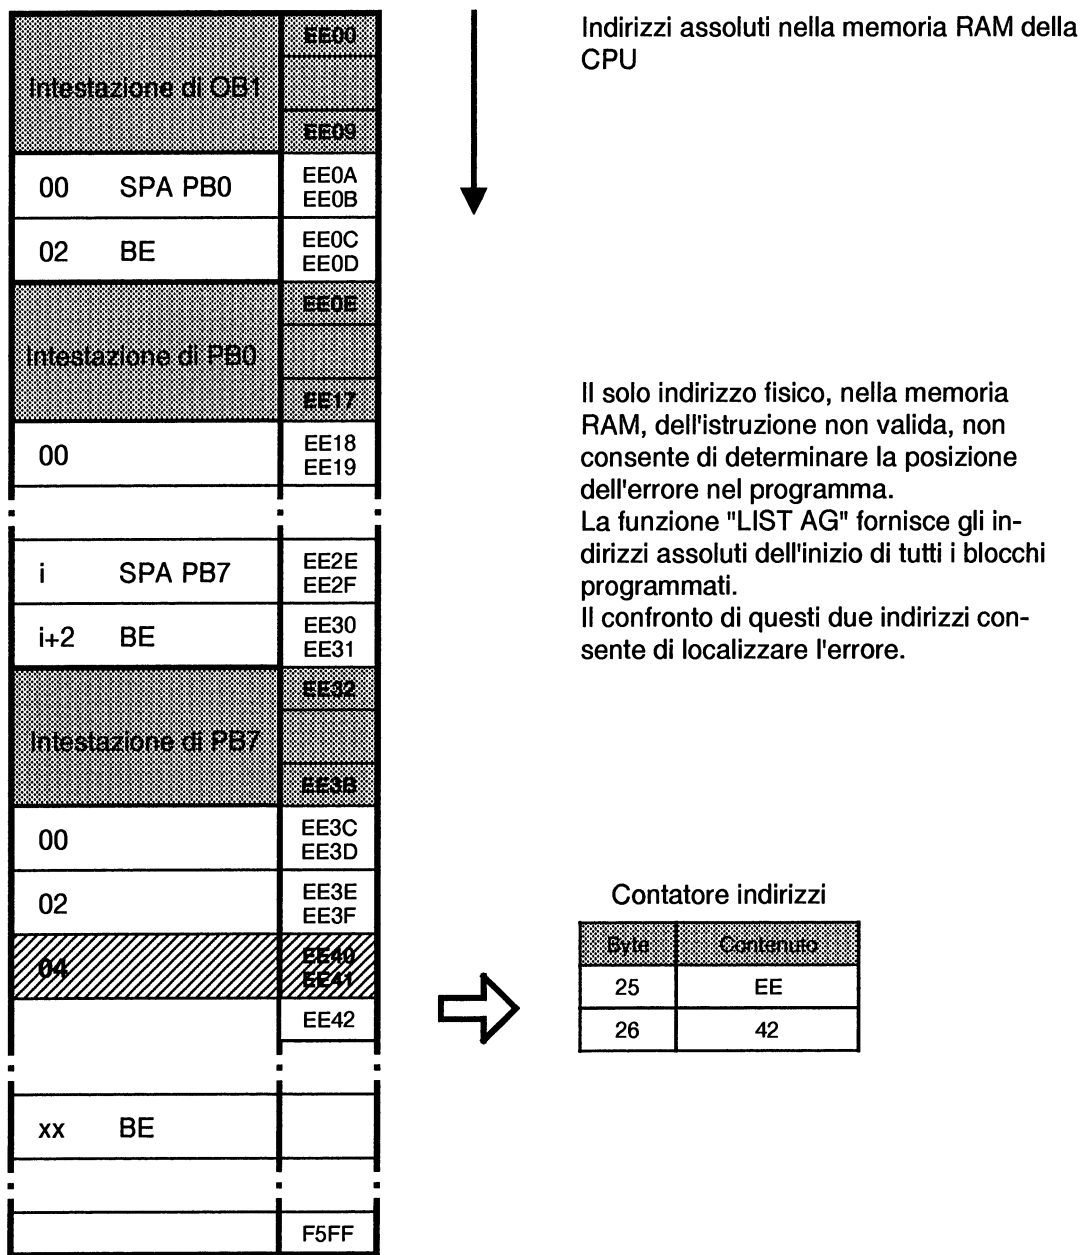 Indirizzi assoluti nella memoria RAM della
CPU
EE00
Intestazione di OB1
EE09
00 SPA PB0 EE0A
EE0B
02 BE EE0C
EE0D
EE0E
Intestazione di PB0
EE17
00 EE18
EE19
Il solo indirizzo fisico, nella memoria
RAM, dell'istruzione non valida, non
consente di determinare la posizione
dell'errore nel programma.
La funzione "LIST AG" fornisce gli in-
dirizzi assoluti dell'inizio di tutti i blocchi
programmati.
Il confronto di questi due indirizzi con-
sente di localizzare l'errore.
i SPA PB7 EE2E
EE2F
i+2 BE EE30
EE31
EE32
Intestazione di PB7
EE3B
00 EE3C
EE3D
02 EE3E
EE3F
04 EE40
EE41
EE42
Contatore indirizzi
Byte Contenuto
25 EE
26 42
xx BE
F5FF